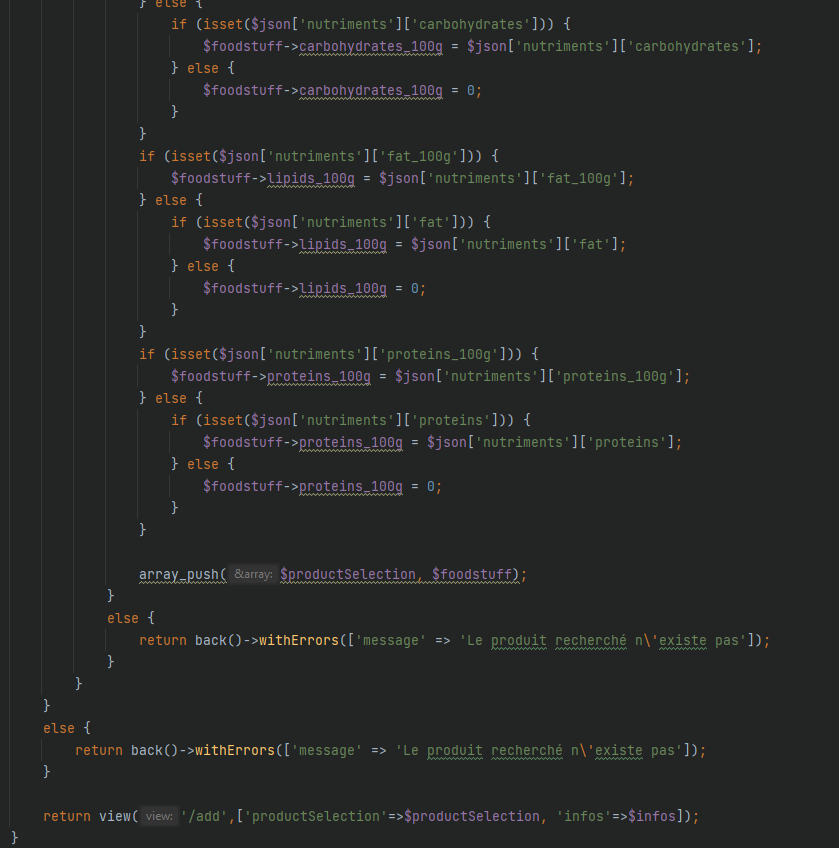 } else {
if (isset($json['nutriments']['carbohydrates'])) {
$foodstuff->carbohydrates_100g = $json['nutriments']['carbohydrates'];
} else {
$foodstuff->carbohydrates_100g = 0;
}
}
if (isset($json['nutriments']['fat_100g'])) {
$foodstuff->lipids_100g = $json['nutriments']['fat_100g'];
} else {
if (isset($json['nutriments']['fat'])) {
$foodstuff->lipids_100g = $json['nutriments']['fat'];
} else {
$foodstuff->lipids_100g = 0;
}
}
if (isset($json['nutriments']['proteins_100g'])) {
$foodstuff->proteins_100g = $json['nutriments']['proteins_100g'];
} else {
if (isset($json['nutriments']['proteins'])) {
$foodstuff->proteins_100g = $json['nutriments']['proteins'];
} else {
$foodstuff->proteins_100g = 0;
}
}
array_push( &array: $productSelection, $foodstuff);
}
else {
return back()->withErrors(['message' => 'Le produit recherché n\'existe pas']);
}
}
}
else {
return back()->withErrors(['message' => 'Le produit recherché n\'existe pas']);
}
return view( view: '/add',['productSelection'=>$productSelection, 'infos'=>$infos]);
}